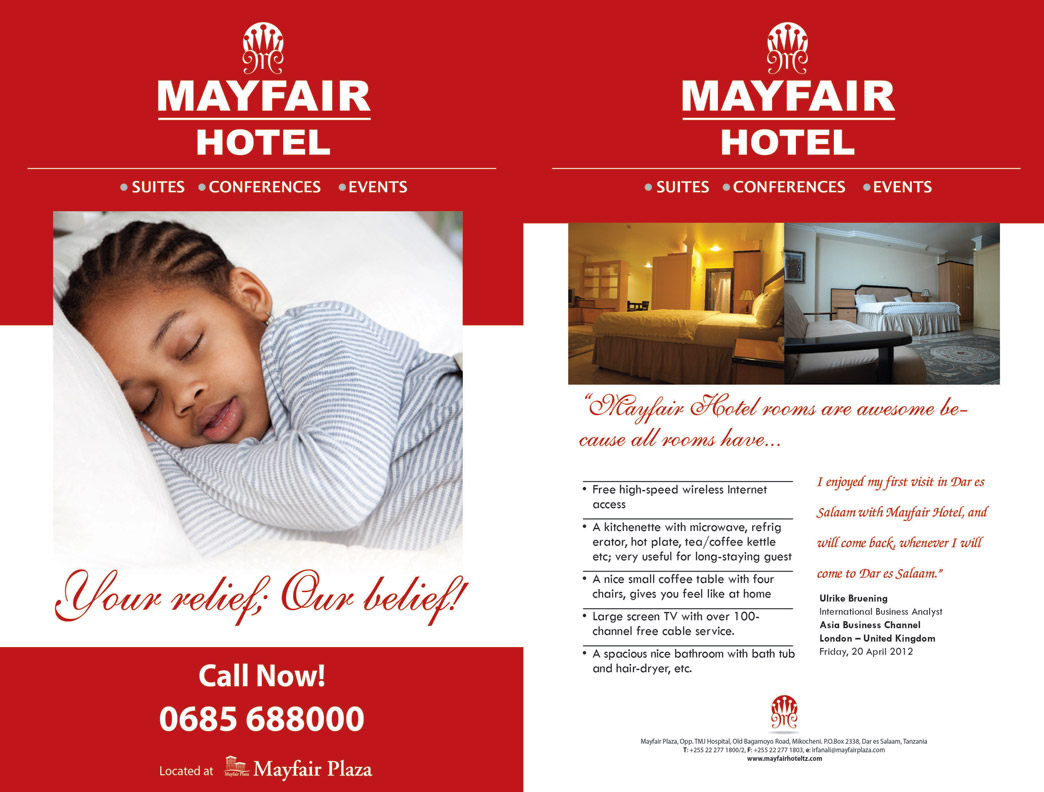 MAYFAIR
HOTEL
• SUITES • CONFERENCES • EVENTS
Your relief; Our belief!
Call Now!
0685 688000
Located at Mayfair Plaza Mayfair Plaza
MAYFAIR
HOTEL
• SUITES • CONFERENCES • EVENTS
“Mayfair Hotel rooms are awesome be-
cause all rooms have...
• Free high-speed wireless Internet
access
• A kitchenette with microwave, refrig
erator, hot plate, tea/coffee kettle
etc; very useful for long-staying guest
• A nice small coffee table with four
chairs, gives you feel like at home
• Large screen TV with over 100-
channel free cable service.
• A spacious nice bathroom with bath tub
and hair-dryer, etc.
I enjoyed my first visit in Dar es
Salaam with Mayfair Hotel, and
will come back, whenever I will
come to Dar es Salaam.”
Ulrike Bruening
International Business Analyst
Asia Business Channel
London – United Kingdom
Friday, 20 April 2012
Mayfair Plaza, Opp. TMJ Hospital, Old Bagamoyo Road, Mikocheni. P.O.Box 2338, Dar es Salaam, Tanzania
T: +255 22 277 1800/2, F: +255 22 277 1803, e: irfanali@mayfairplaza.com
www.mayfairhoteltz.com